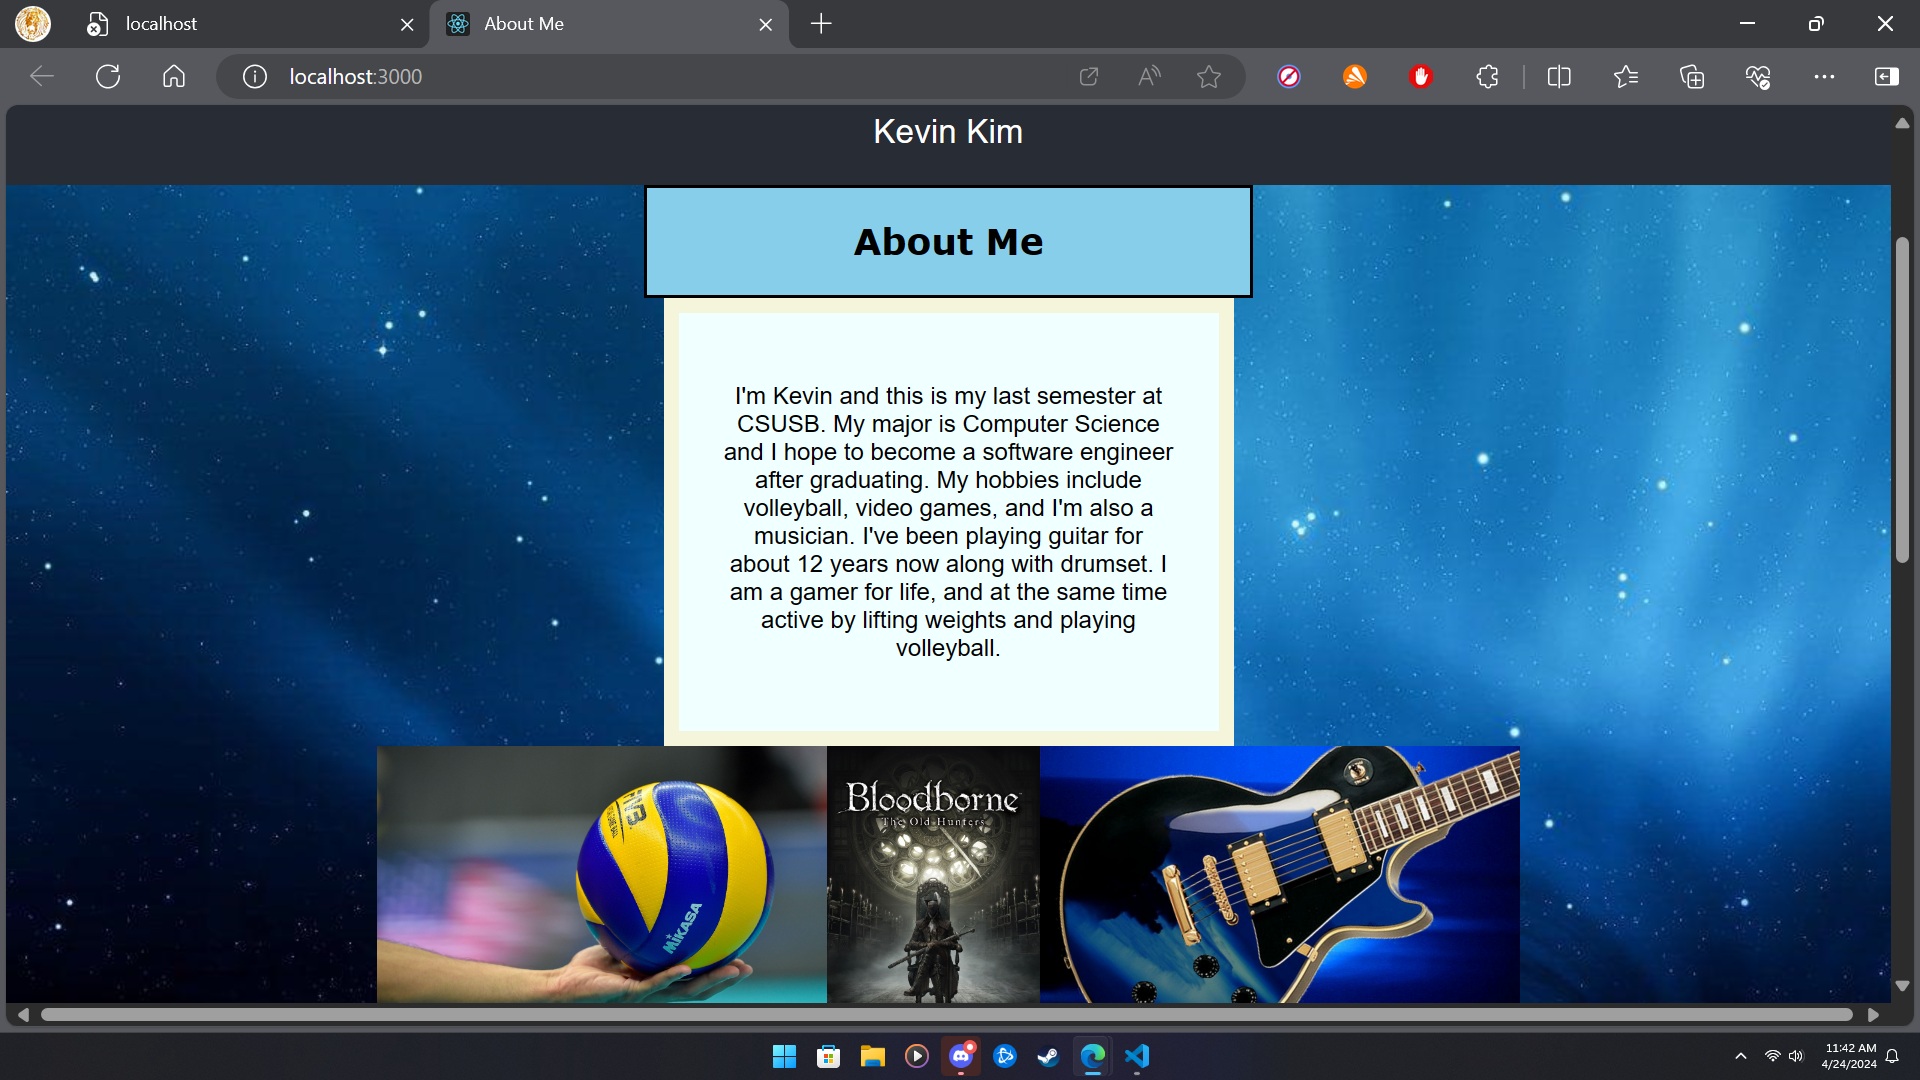 localhost
About Me
localhost:3000
Kevin Kim
About Me
I'm Kevin and this is my last semester at
CSUSB. My major is Computer Science
and I hope to become a software engineer
after graduating. My hobbies include
volleyball, video games, and I'm also a
musician. I've been playing guitar for
about 12 years now along with drumset. I
am a gamer for life, and at the same time
active by lifting weights and playing
volleyball.
MIKASA
Bloodborne
The Old Hunters
11:42 AM
4/24/2024